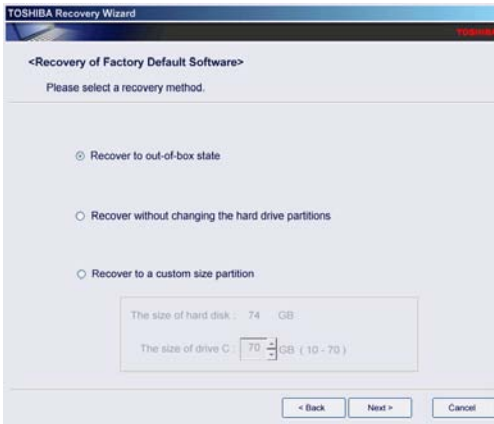 TOSHIBA Recovery Wizard
TOSHIBA
<Recovery of Factory Default Software>
Please select a recovery method.
Recover to out-of-box state
Recover without changing the hard drive partitions
Recover to a custom size partition
The size of hard disk : 74 GB
The size of drive C : 70 GB ( 10 - 70 )
< Back Next > Cancel